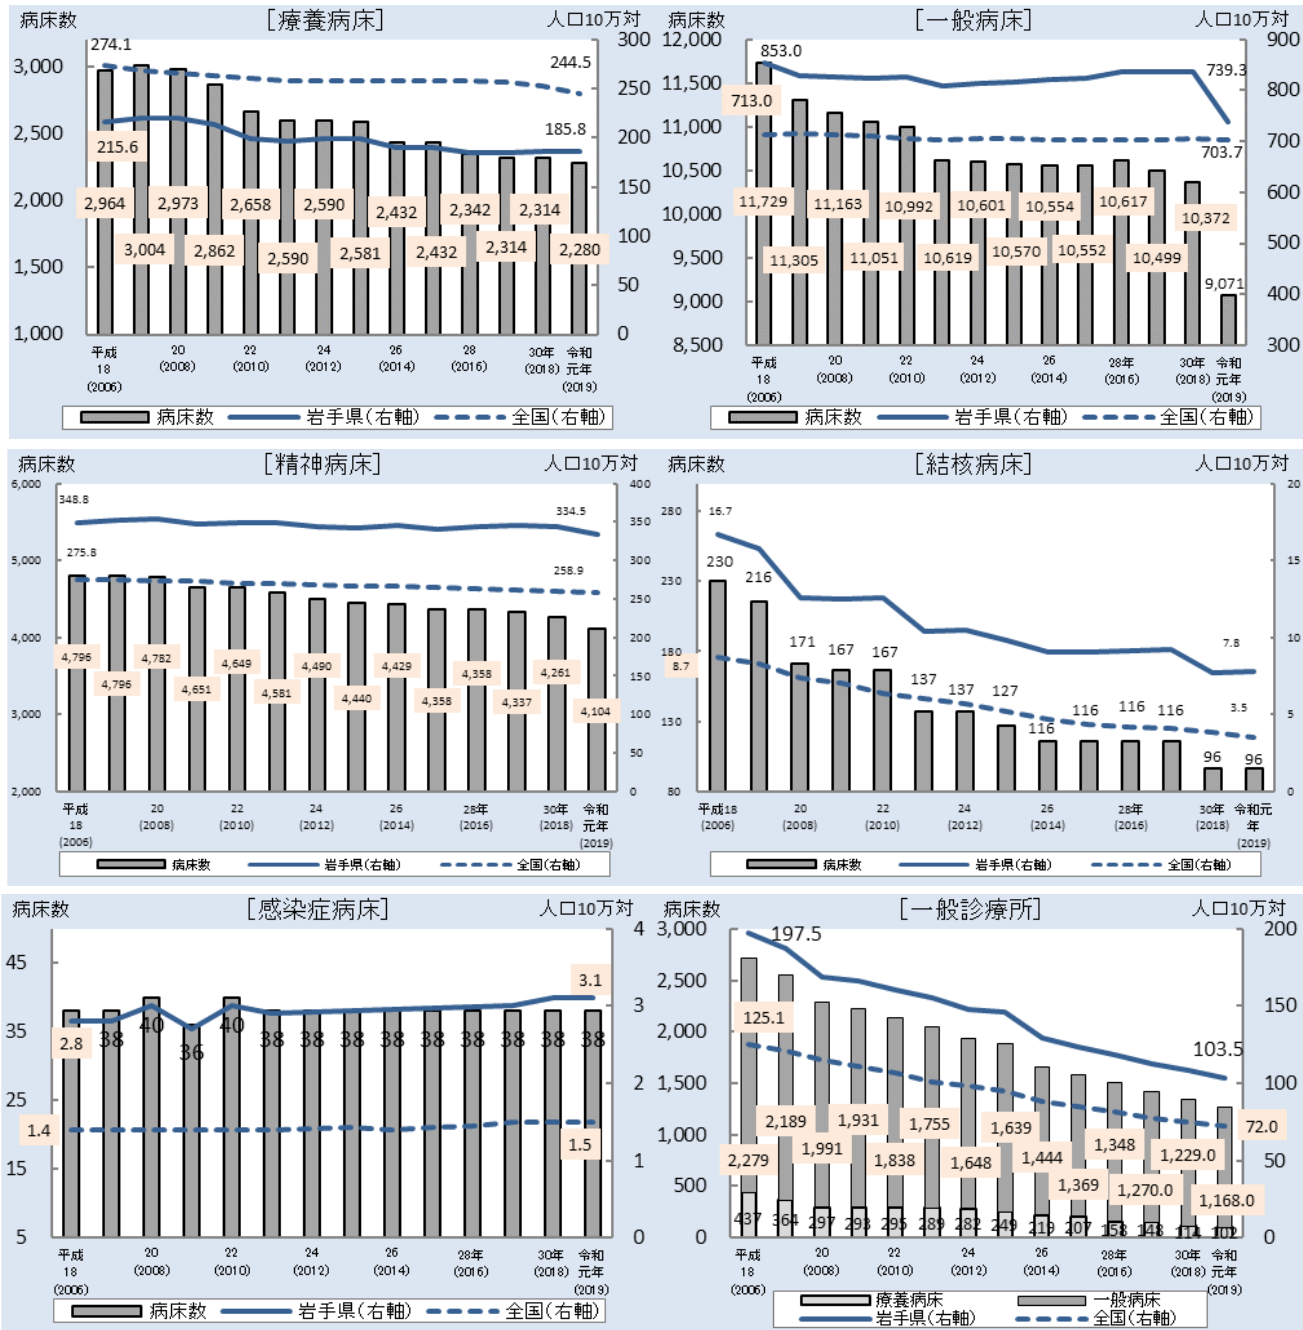 病床数 [療養病床] 人口10万対
274.1
244.5
215.6
185.8
3,000
2,500
2,000
1,500
1,000
300
250
200
150
100
50
0
2,964 2,973 2,658 2,590 2,432 2,342 2,314
3,004 2,862 2,590 2,581 2,432 2,314 2,280
平成 20 22 24 26 28 30年 令和
18 (2008) (2010) (2012) (2014) (2016) (2018) 元年
(2006) (2019)
病床数 岩手県(右軸) 全国(右軸)
病床数 [一般病床] 人口10万対
853.0
739.3
713.0
703.7
12,000
11,500
11,000
10,500
10,000
9,500
9,000
8,500
900
800
700
600
500
400
300
11,729 11,163 10,992 10,601 10,554 10,617 10,372
11,305 11,051 10,619 10,570 10,552 10,499 9,071
平成 20 22 24 26 28年 30年 令和
18 (2008) (2010) (2012) (2014) (2016) (2018) 元年
(2006) (2019)
病床数 岩手県(右軸) 全国(右軸)
病床数 [精神病床] 人口10万対
348.8
334.5
275.8
258.9
6,000
5,000
4,000
3,000
2,000
400
350
300
250
200
150
100
50
0
4,796 4,782 4,649 4,490 4,429 4,358 4,261
4,796 4,651 4,581 4,440 4,358 4,337 4,104
平成 20 22 24 26 28年 30年 令和
18 (2008) (2010) (2012) (2014) (2016) (2018) 元年
(2006) (2019)
病床数 岩手県(右軸) 全国(右軸)
病床数 [結核病床] 人口10万対
16.7
8.7
7.8
3.5
280
230
180
130
80
20
15
10
5
0
230 216 171 167 167 137 137 127 116 116 116 116 96 96
平成18 20 22 24 26 28年 30年 令和元
(2006) (2008) (2010) (2012) (2014) (2016) (2018) 年
(2019)
病床数 岩手県(右軸) 全国(右軸)
病床数 [感染症病床] 人口10万対
2.8
3.1
1.4
1.5
45
35
25
15
5
4
3
2
1
0
38 40 36 40 38 38 38 38 38 38 38 38 38
平成 20 22 24 26 28年 30年 令和
18 (2008) (2010) (2012) (2014) (2016) (2018) 元年
(2006) (2019)
病床数 岩手県(右軸) 全国(右軸)
病床数 [一般診療所] 人口10万対
197.5
125.1
103.5
72.0
3,000
2,500
2,000
1,500
1,000
500
0
200
150
100
50
0
2,279 2,189 1,991 1,931 1,838 1,755 1,648 1,639 1,444 1,369 1,348 1,270.0 1,229.0 1,168.0
437 364 297 293 295 289 282 249 219 207 158 148 114 102
平成 20 22 24 26 28年 30年 令和
18 (2008) (2010) (2012) (2014) (2016) (2018) 元年
(2006) (2019)
療養病床 一般病床
岩手県(右軸) 全国(右軸)